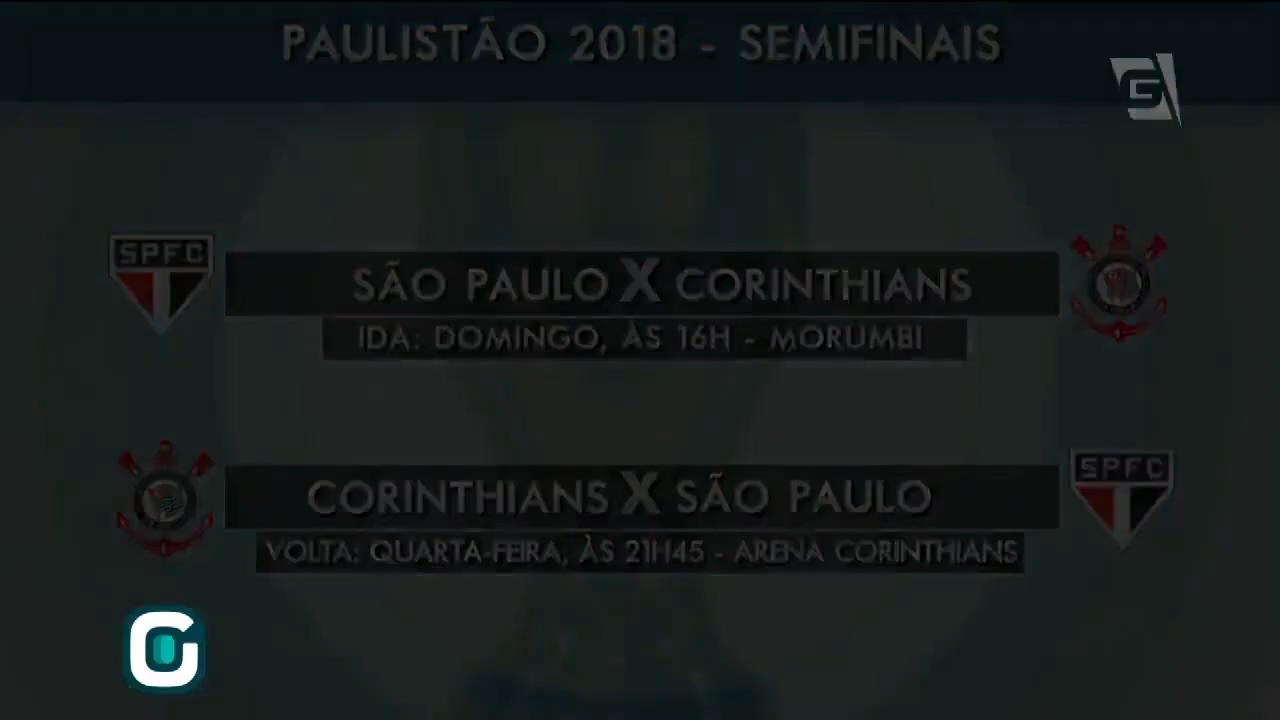 PAULISTÃO 2018 - SEMIFINAIS
SPFC
SÃO PAULO X CORINTHIANS
IDA: DOMINGO, ÀS 16H - MORUMBI
CORINTHIANS X SÃO PAULO
SPFC
VOLTA: QUARTA-FEIRA, ÀS 21H45 - ARENA CORINTHIANS
G